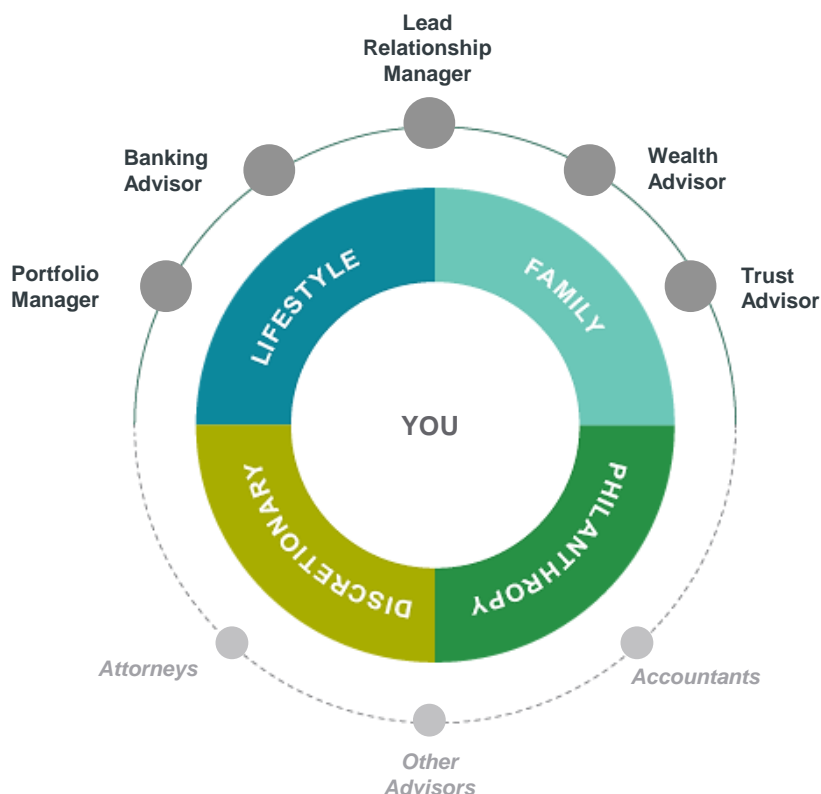 Lead
Relationship
Manager
Banking
Advisor
Wealth
Advisor
Portfolio
Manager
Trust
Advisor
LIFESTYLE
FAMILY
YOU
DISCRETIONARY
PHILANTHROPY
Attorneys
Accountants
Other
Advisors